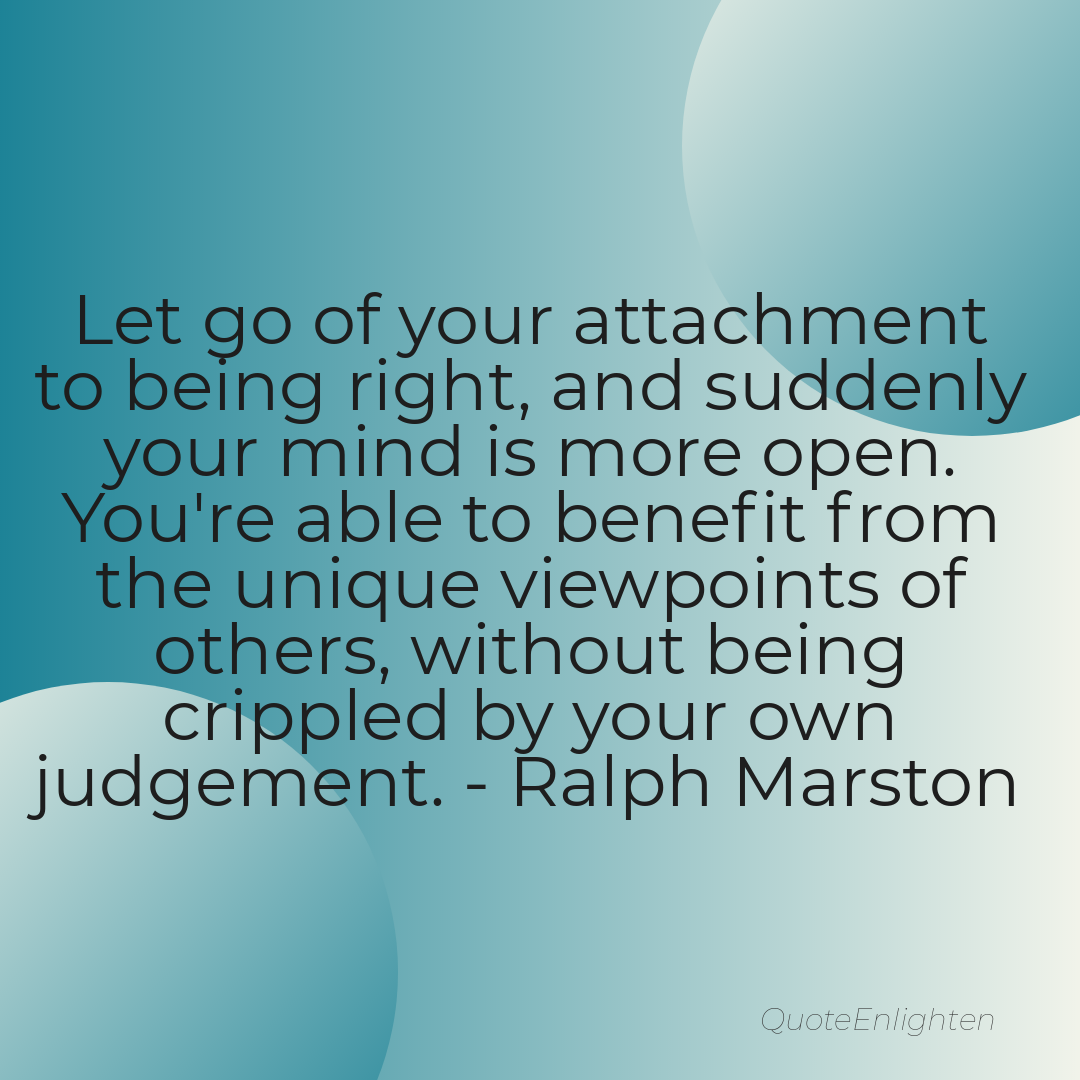 Let go of your attachment
to being right, and suddenly
your mind is more open.
You're able to benefit from
the unique viewpoints of
others, without being
crippled by your own
judgement. - Ralph Marston
QuoteEnlighten